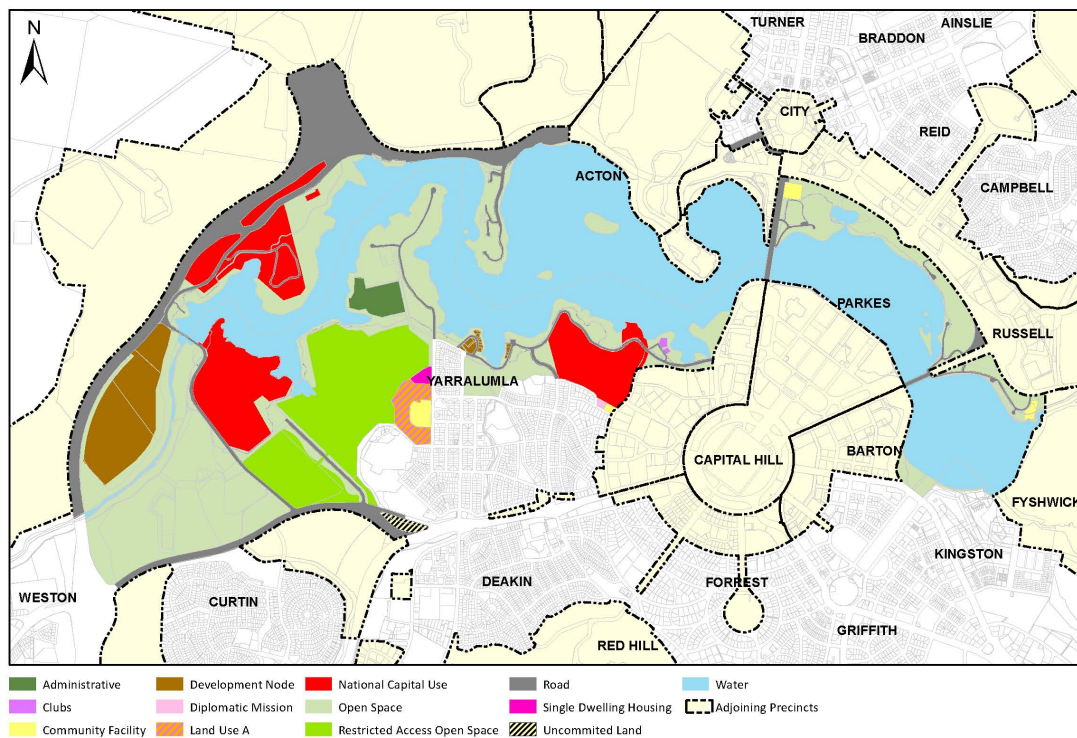 N
TURNER
AINSLIE
BRADDON
CITY
REID
ACTON
CAMPBELL
PARKES
RUSSELL
YARRALUMLA
BARTON
CAPITAL HILL
FYSHWICK
KINGSTON
DEAKIN
FORREST
WESTON
CURTIN
GRIFFITH
RED HILL
Administrative
Development Node
National Capital Use
Road
Water
Clubs
Diplomatic Mission
Open Space
Single Dwelling Housing
Adjoining Precincts
Community Facility
Land Use A
Restricted Access Open Space
Uncommited Land